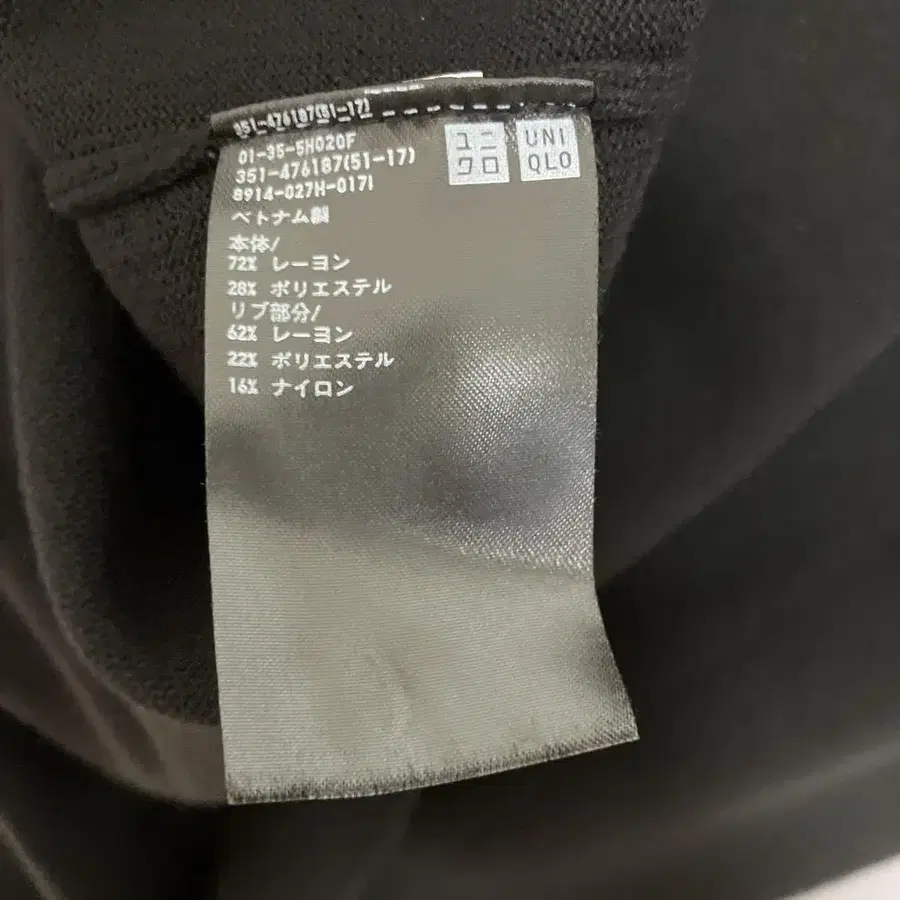 351-476187(51-17)
01-35-5H020F
351-476187(51-17)
8914-027H-0171
ベトナム製
本体/
72% レーヨン
28% ポリエステル
リブ部分/
62% レーヨン
22% ポリエステル
16% ナイロン
ユニ
クロ
UNI
QLO